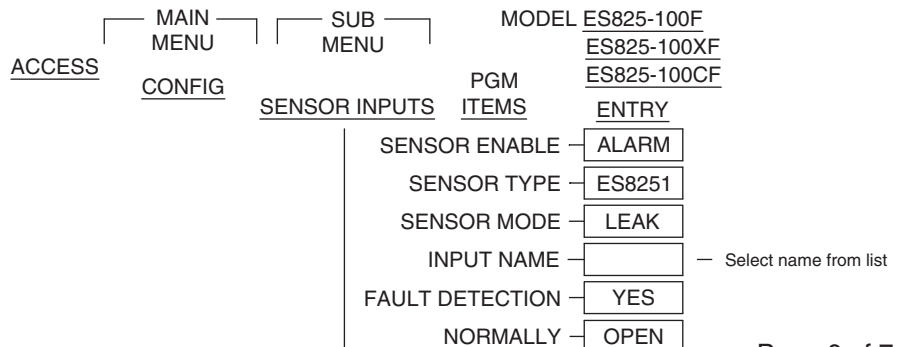 MAIN MENU
SUB MENU
MODEL ES825-100F
ES825-100XF
ES825-100CF
ACCESS
CONFIG
SENSOR INPUTS
PGM ITEMS
ENTRY
SENSOR ENABLE ALARM
SENSOR TYPE ES8251
SENSOR MODE LEAK
INPUT NAME Select name from list
FAULT DETECTION YES
NORMALLY OPEN